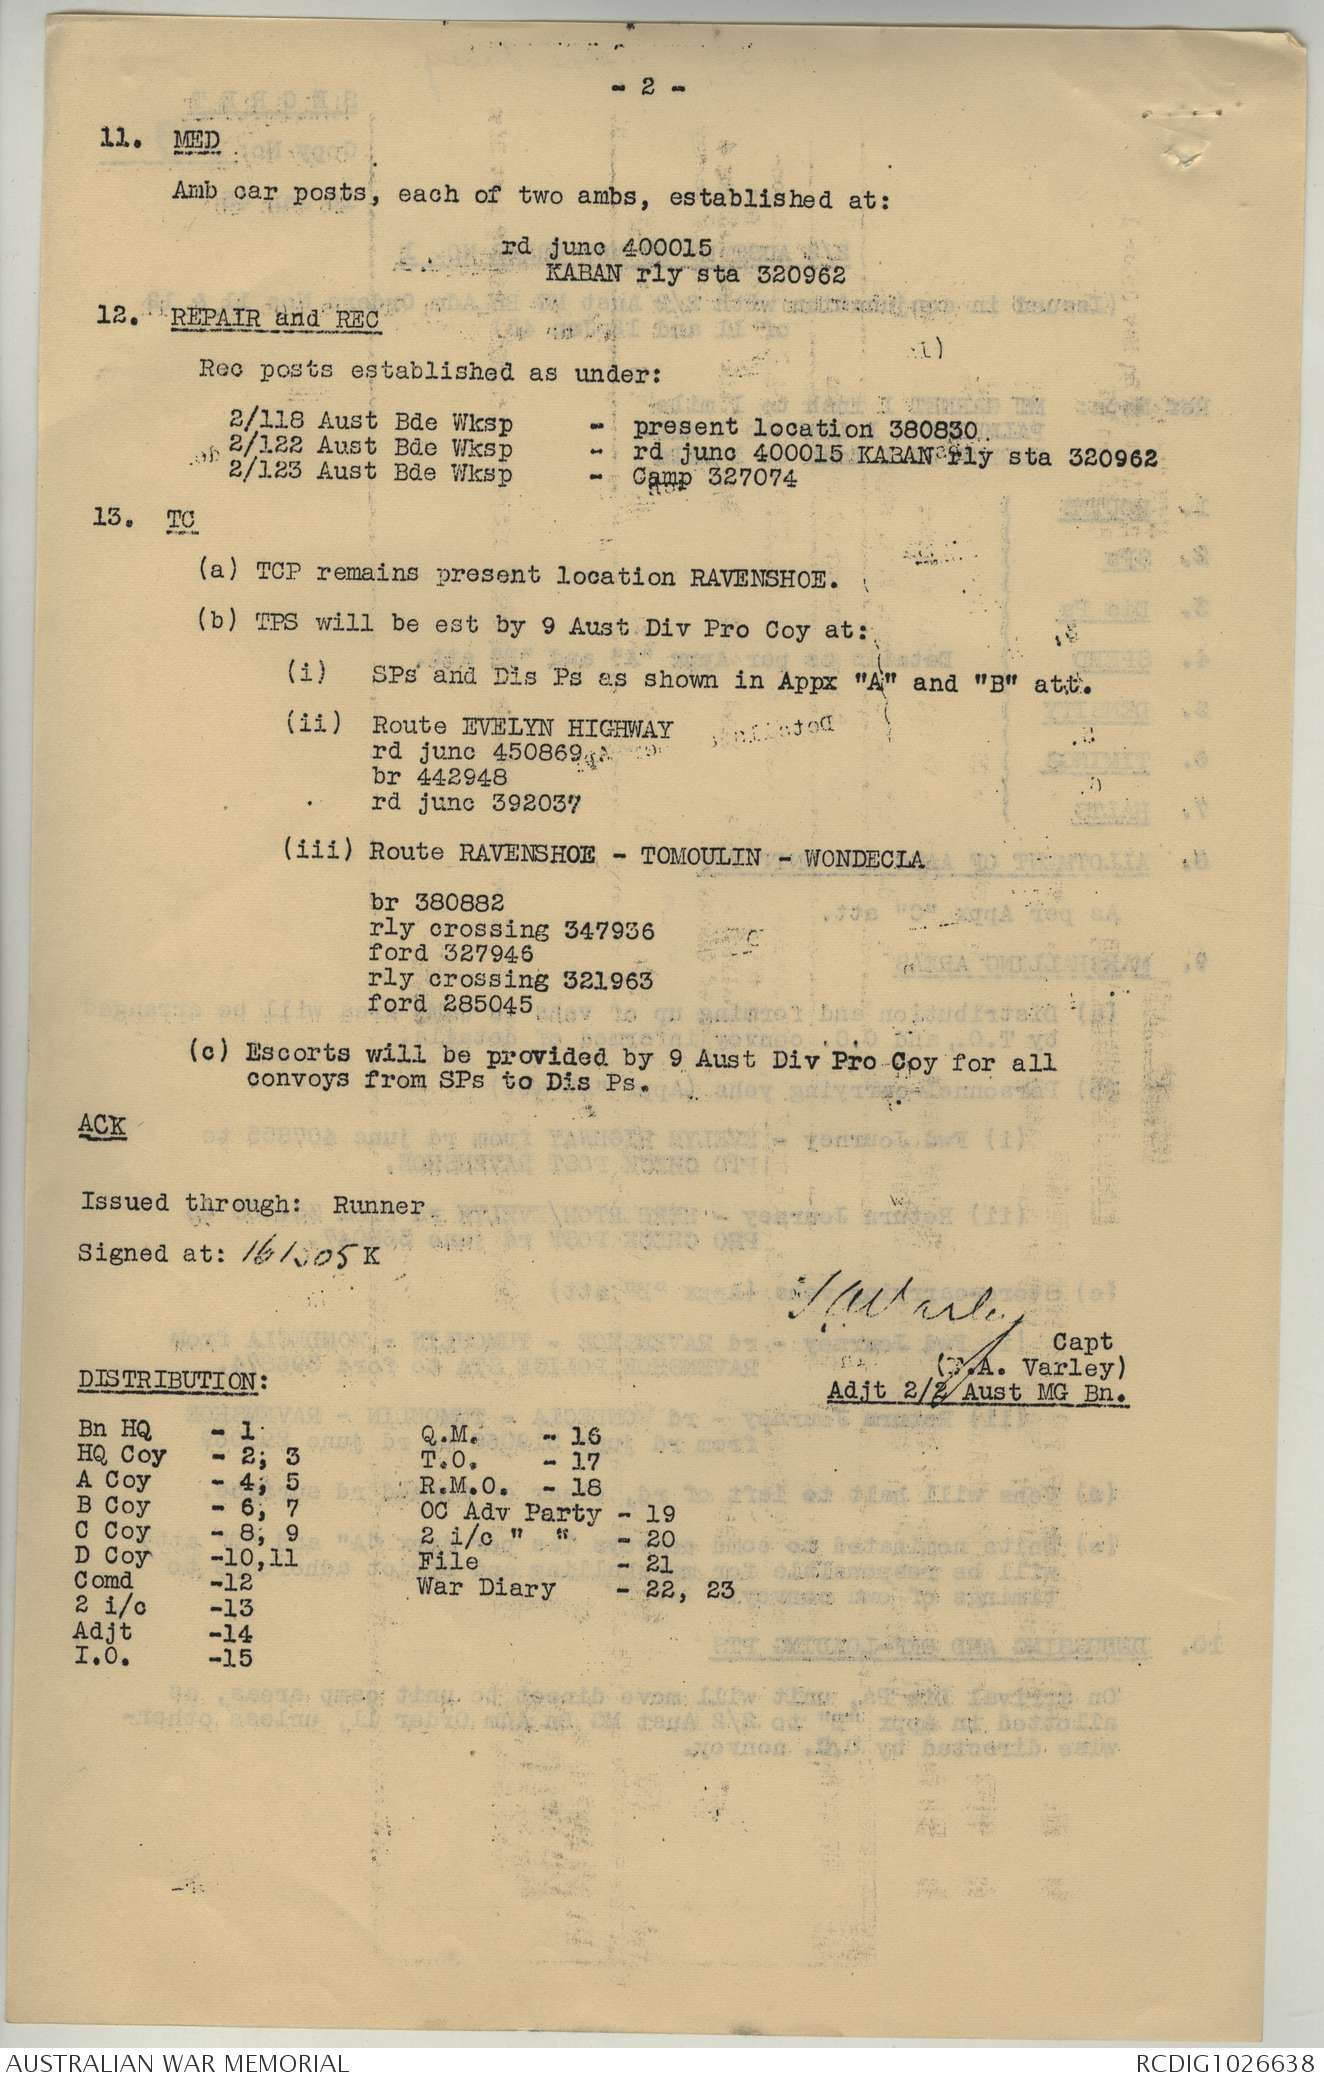 - 2 -
11. MED
Amb car posts, each of two ambs, established at:
rd junc 400015
KABAN rly sta 320962
12. REPAIR and REC
Rec posts established as under:
2/118 Aust Bde Wksp - present location 380830
2/122 Aust Bde Wksp - rd junc 400015 KABAN rly sta 320962
2/123 Aust Bde Wksp - Camp 327074
13. TC
(a) TCP remains present location RAVENSHOE.
(b) TPS will be est by 9 Aust Div Pro Coy at:
(i) SPs and Dis Ps as shown in Appx "A" and "B" att.
(ii) Route EVELYN HIGHWAY
rd junc 450869
br 442948
rd junc 392037
(iii) Route RAVENSHOE - TOMOULIN - WONDECLA
br 380882
rly crossing 347936
ford 327946
rly crossing 321963
ford 285045
(c) Escorts will be provided by 9 Aust Div Pro Coy for all
convoys from SPs to Dis Ps.
ACK
Issued through: Runner
Signed at: K
Varley
Capt
.A. Varley)
Adjt 2/2 Aust MG Bn.
DISTRIBUTION:
Bn HQ - 1 Q.M. - 16
HQ Coy - 2; 3 T.O. - 17
A Coy - 4; 5 R.M.O. - 18
B Coy - 6; 7 OC Adv Party - 19
C Coy - 8; 9 2 i/c " " - 20
D Coy -10,11 File - 21
Comd -12 War Diary - 22, 23
2 i/c -13
Adjt -14
I.O. -15
AUSTRALIAN WAR MEMORIAL RCDIG1026638